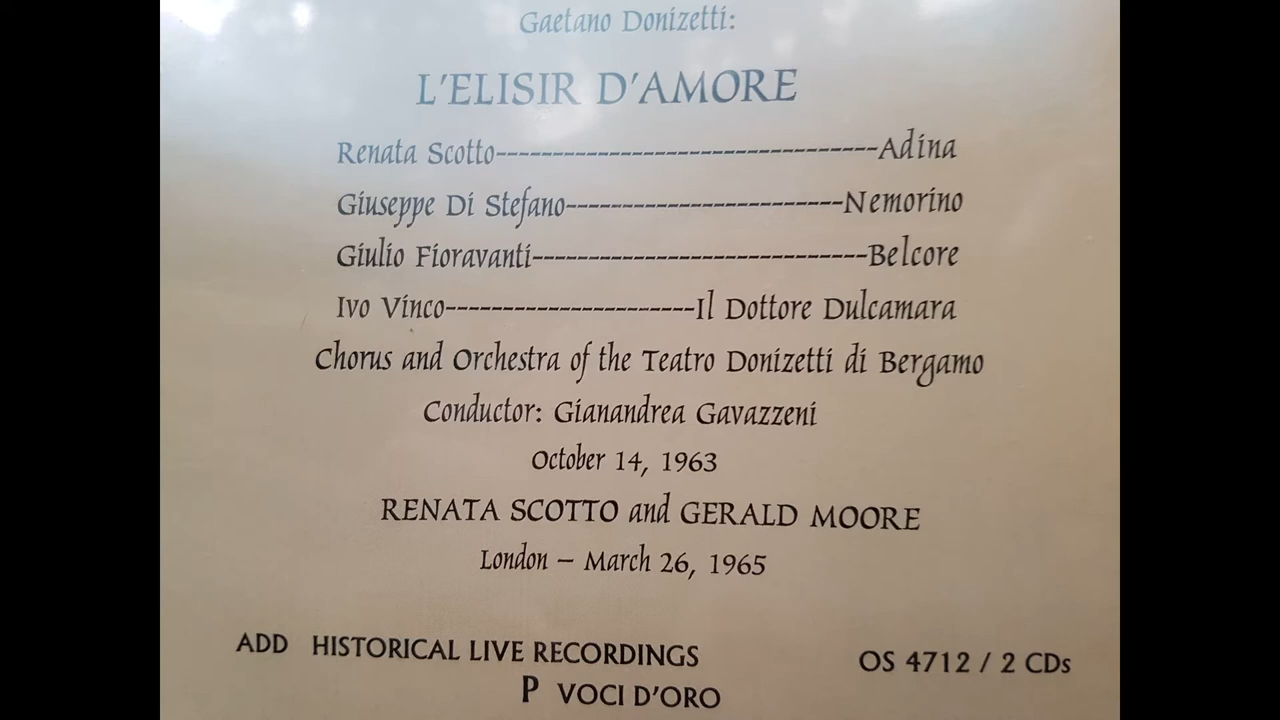 Gaetano Donizetti:
L'ELISIR D'AMORE
Renata Scotto---------------------------------Adina
Giuseppe Di Stefano------------------------Nemorino
Giulio Fioravanti-----------------------------Belcore
Ivo Vinco----------------------Il Dottore Dulcamara
Chorus and Orchestra of the Teatro Donizetti di Bergamo
Conductor: Gianandrea Gavazzeni
October 14, 1963
RENATA SCOTTO and GERALD MOORE
London – March 26, 1965
ADD HISTORICAL LIVE RECORDINGS OS 4712 / 2 CDs
P VOCI D'ORO